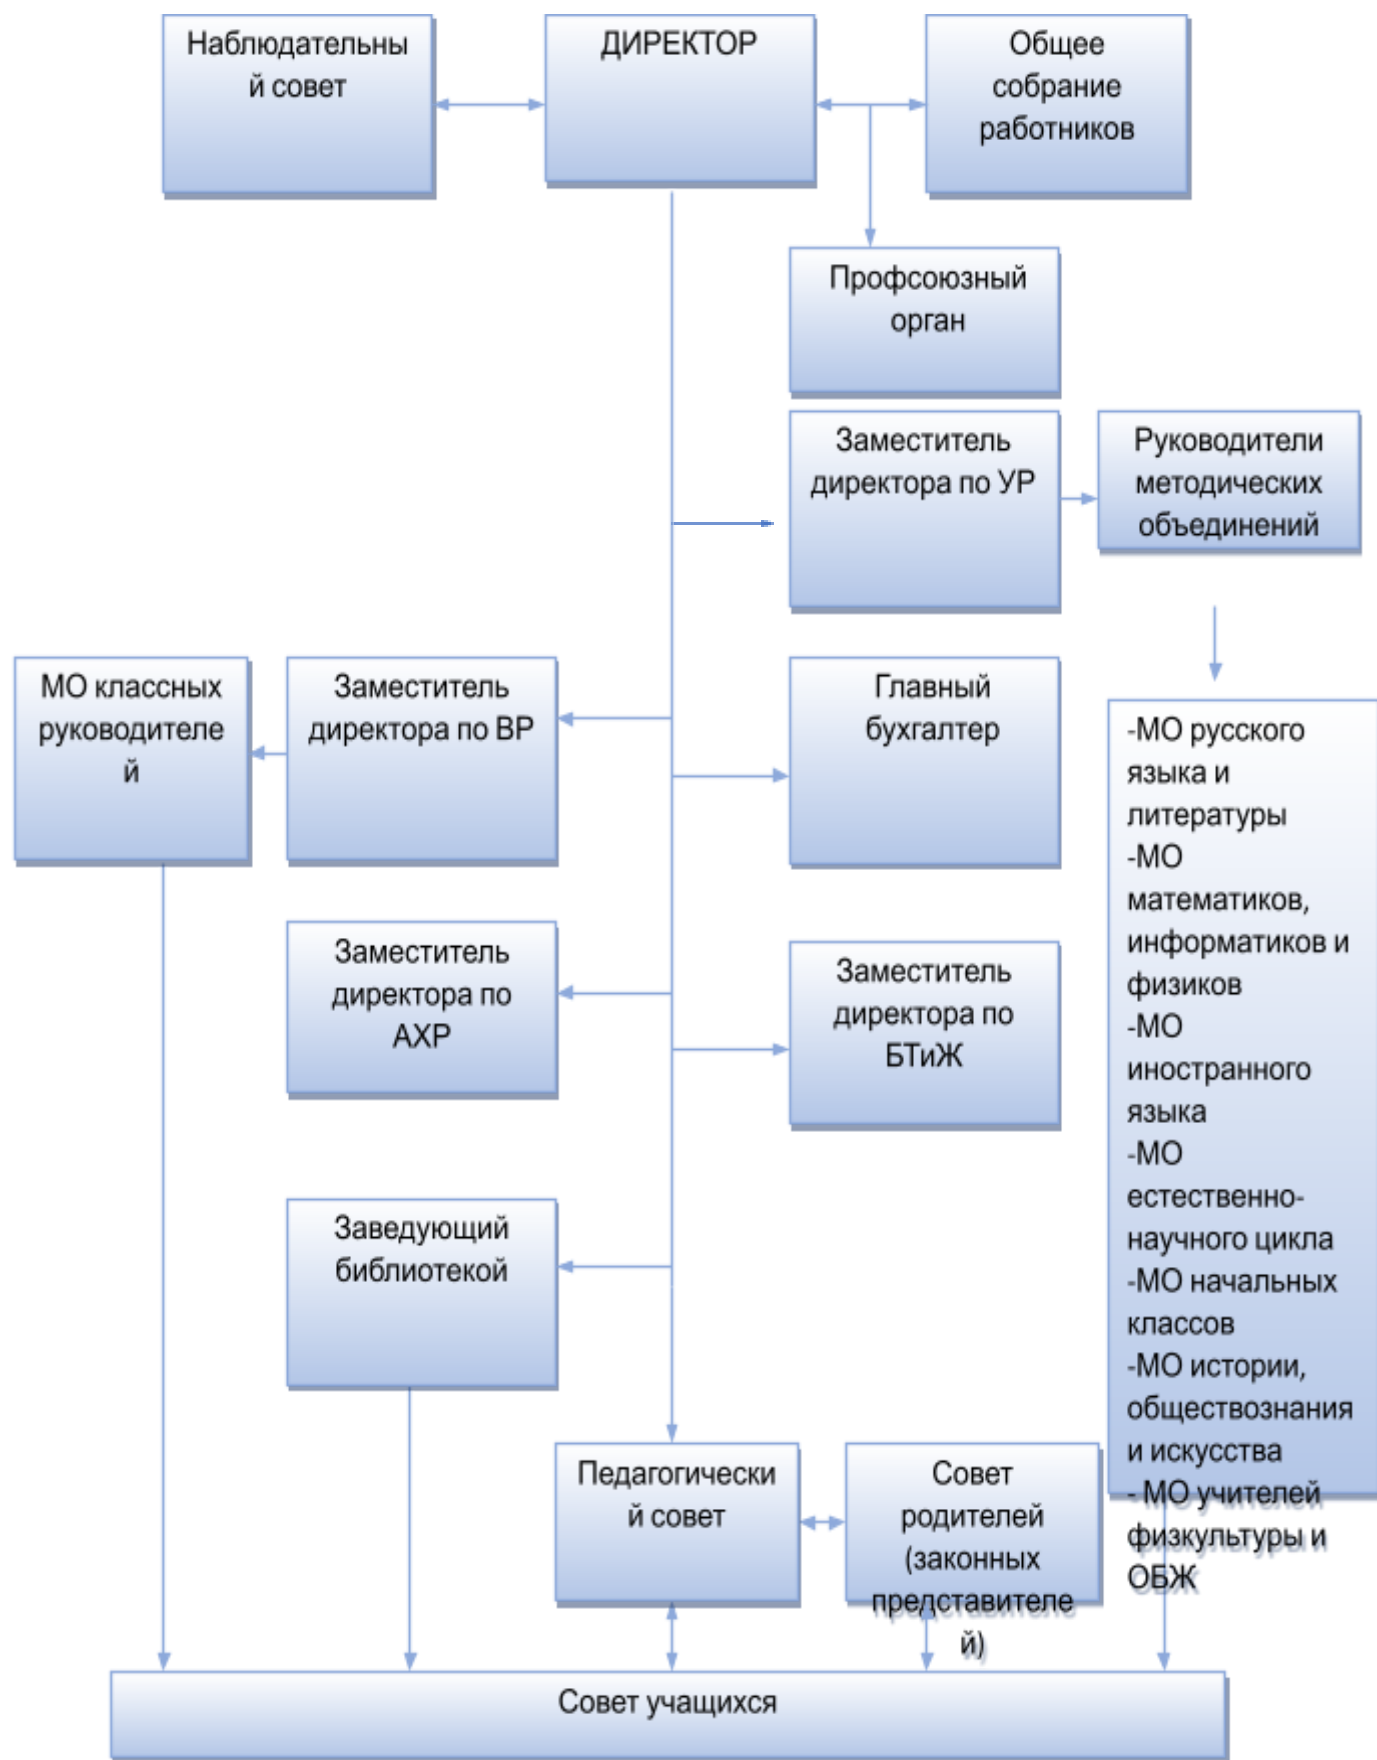 Наблюдательны
й совет
ДИРЕКТОР
Общее
собрание
работников
Профсоюзный
орган
Заместитель
директора по УР
Руководители
методических
объединений
МО классных
руководителе
й
Заместитель
директора по ВР
Главный
бухгалтер
-МО русского
языка и
литературы
-МО
математиков,
информатиков и
физиков
-МО
иностранного
языка
-МО
естественно-
научного цикла
-МО начальных
классов
-МО истории,
обществознания
и искусства
- МО учителей
физкультуры и
ОБЖ
Заместитель
директора по
АХР
Заместитель
директора по
БТиЖ
Заведующий
библиотекой
Педагогически
й совет
Совет
родителей
(законных
представителе
й)
Совет учащихся